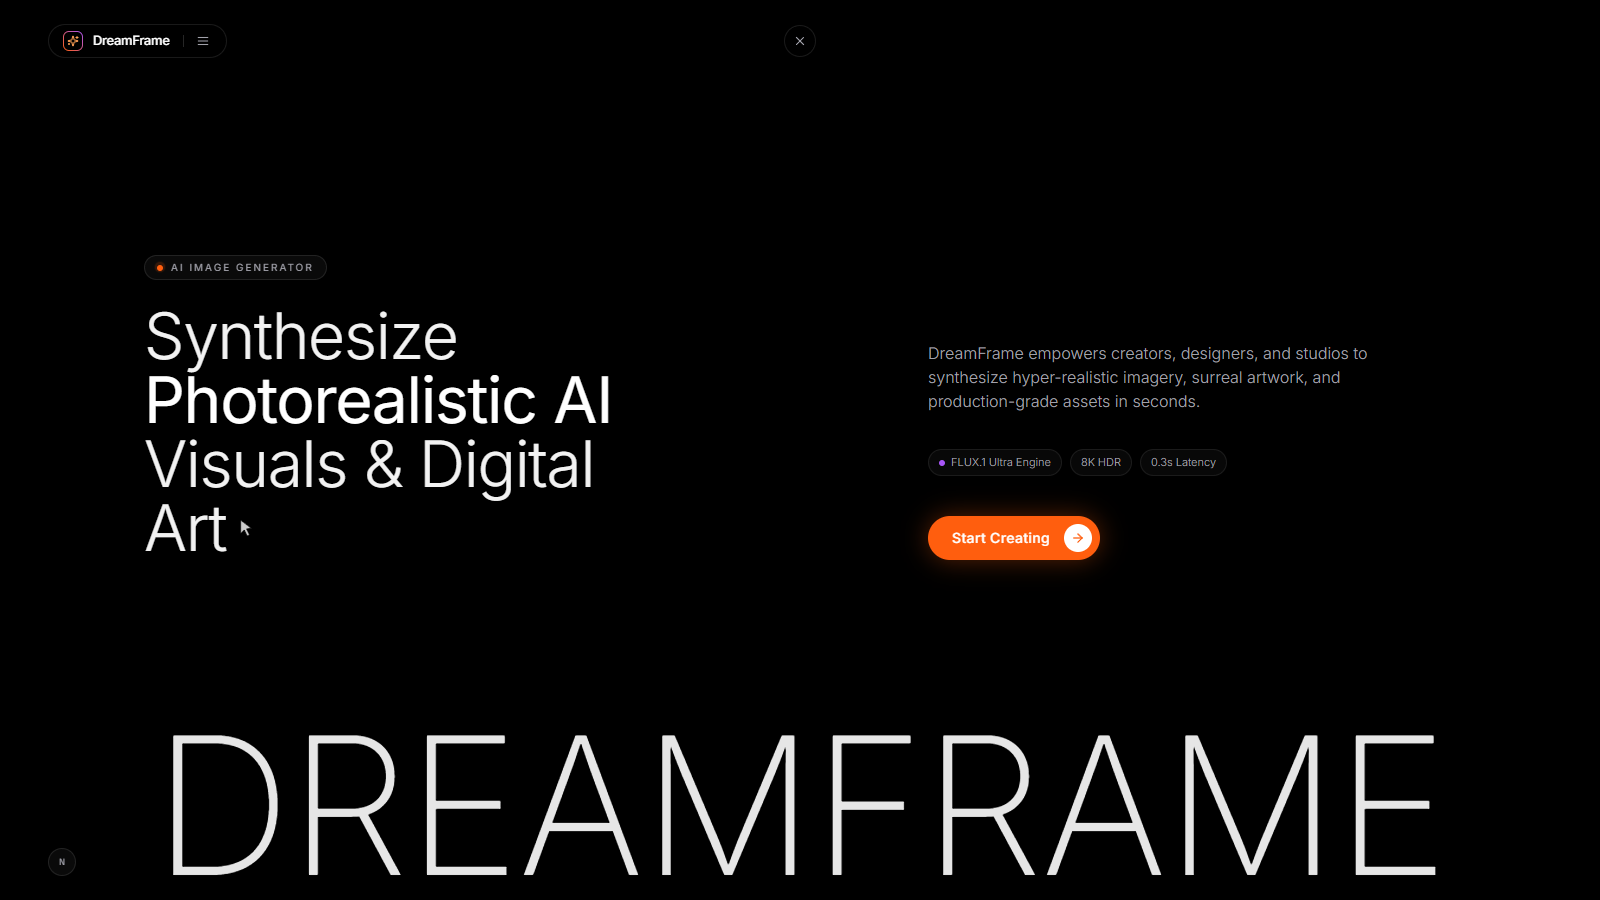 DreamFrame
AI IMAGE GENERATOR
Synthesize
Photorealistic AI
Visuals & Digital
Art
DreamFrame empowers creators, designers, and studios to
synthesize hyper-realistic imagery, surreal artwork, and
production-grade assets in seconds.
FLUX.1 Ultra Engine
8K HDR
0.3s Latency
Start Creating
DREAMFRAME
N